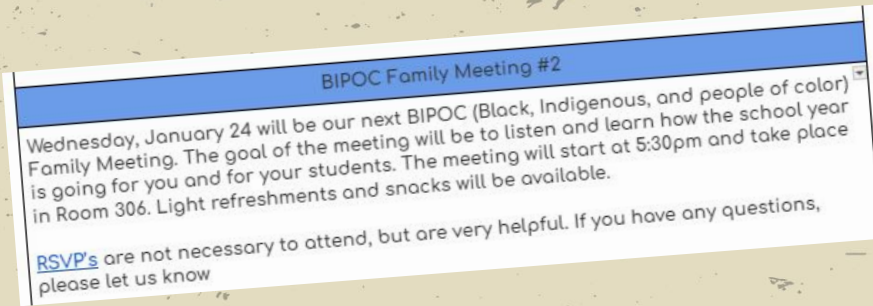 BIPOC Family Meeting #2
Wednesday, January 24 will be our next BIPOC (Black, Indigenous, and people of color)
Family Meeting. The goal of the meeting will be to listen and learn how the school year
is going for you and for your students. The meeting will start at 5:30pm and take place
in Room 306. Light refreshments and snacks will be available.
RSVP's are not necessary to attend, but are very helpful. If you have any questions,
please let us know